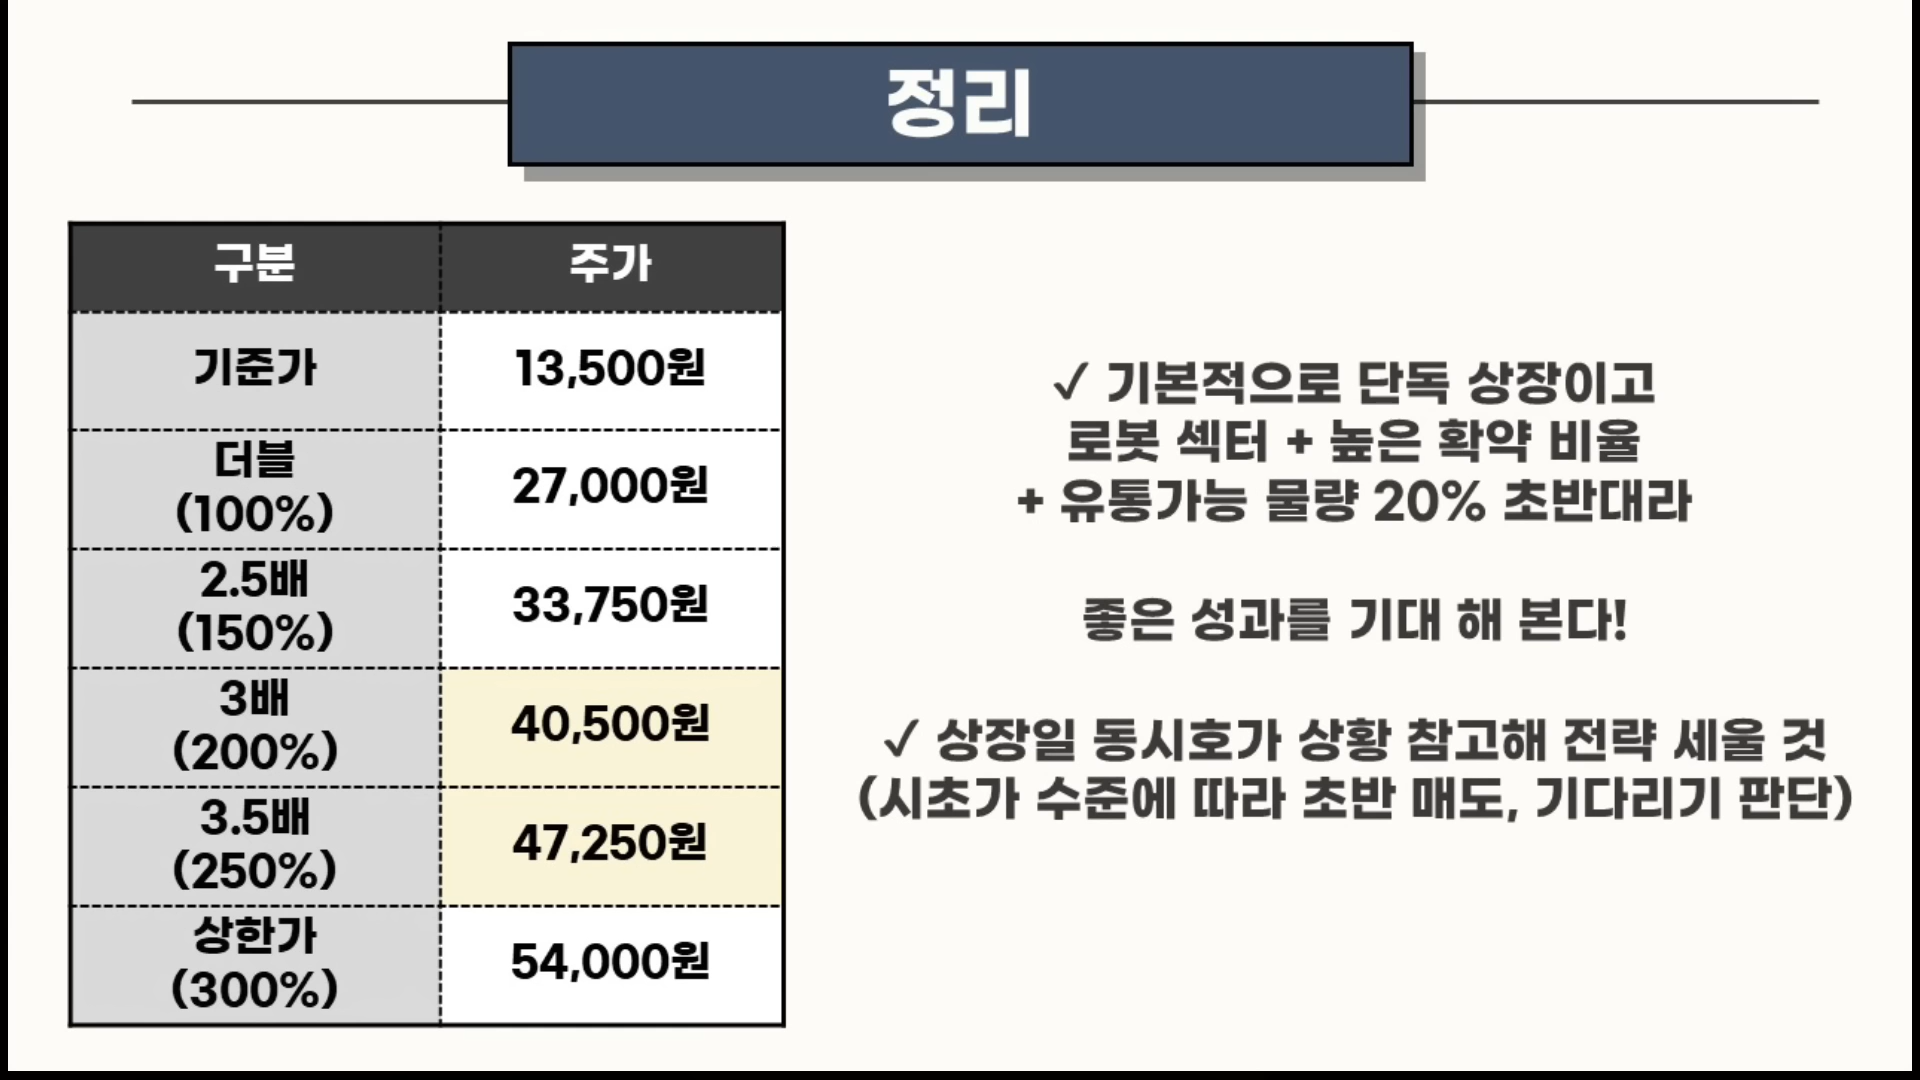 정리
구분 주가
기준가 13,500원
더블
(100%) 27,000원
2.5배
(150%) 33,750원
3배
(200%) 40,500원
3.5배
(250%) 47,250원
상한가
(300%) 54,000원
✓ 기본적으로 단독 상장이고
로봇 섹터 + 높은 확약 비율
+ 유통가능 물량 20% 초반대라
좋은 성과를 기대 해 본다!
✓ 상장일 동시호가 상황 참고해 전략 세울 것
(시초가 수준에 따라 초반 매도, 기다리기 판단)